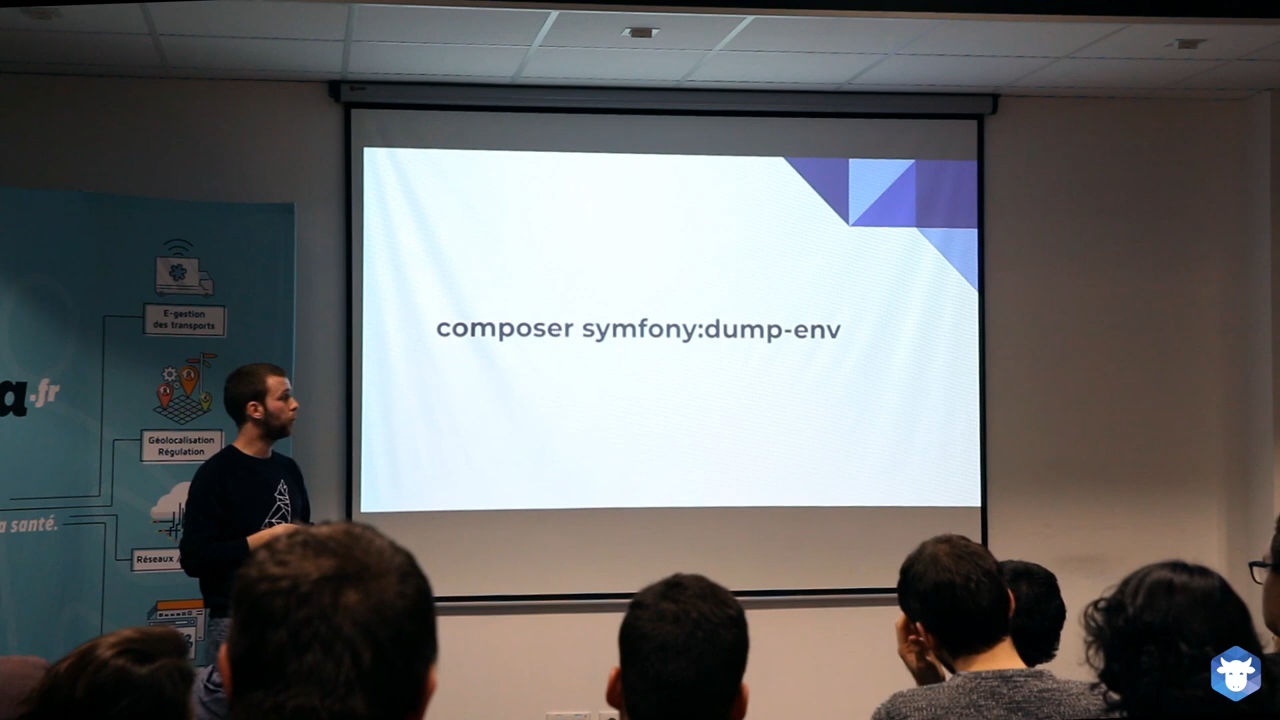 composer symfony:dump-env
E-gestion
des transports
a.fr
Géolocalisation
Régulation
a santé.
Réseaux